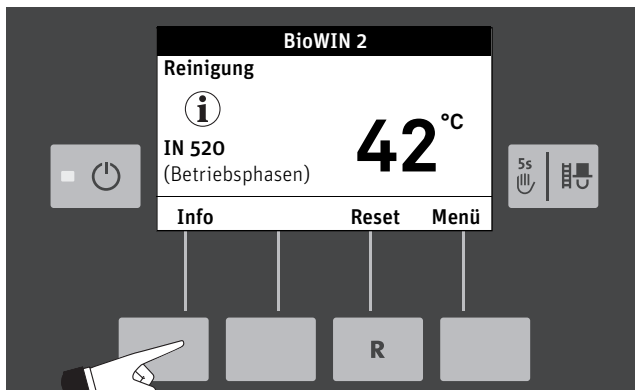 BioWIN 2
Reinigung
i
42 °C
IN 520
(Betriebsphasen)
5s
Info Reset Menü
R